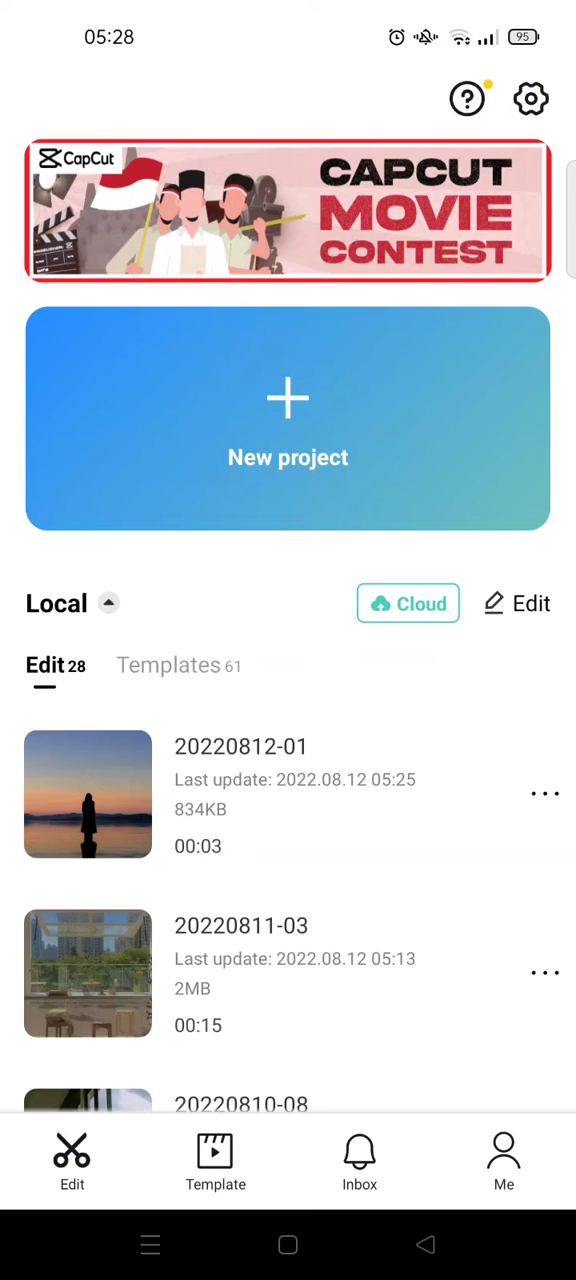 05:28
95
CapCut
CAPCUT
MOVIE
CONTEST
New project
Local
Cloud
Edit
Edit 28
Templates 61
20220812-01
Last update: 2022.08.12 05:25
834KB
00:03
20220811-03
Last update: 2022.08.12 05:13
2MB
00:15
20220810-08
Edit
Template
Inbox
Me